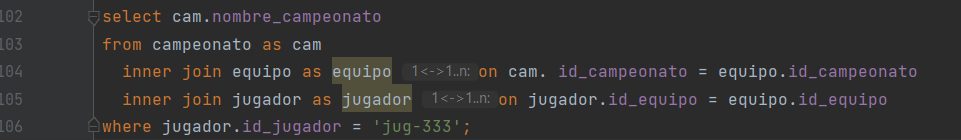 102 select cam.nombre_campeonato
103 from campeonato as cam
104 inner join equipo as equipo 1<->1..n: on cam. id_campeonato = equipo.id_campeonato
105 inner join jugador as jugador 1<->1..n: on jugador.id_equipo = equipo.id_equipo
106 where jugador.id_jugador = 'jug-333';